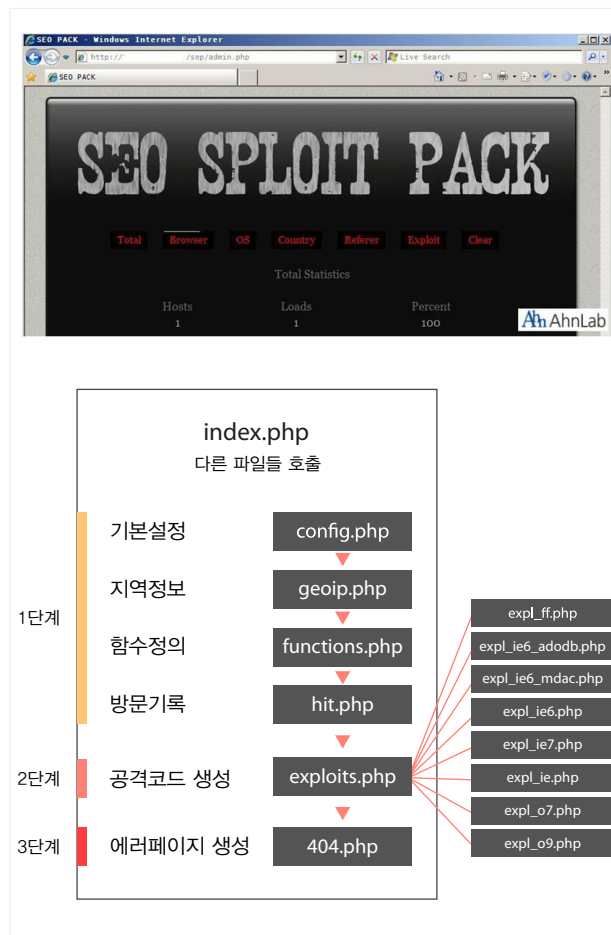 SEO PACK - Windows Internet Explorer
http:// /sep/admin.php
Live Search
SEO PACK
SEO SPLOIT PACK
Total Browser OS Country Referer Exploit Clear
Total Statistics
Hosts Loads Percent
1 1 100
Ahn AhnLab
index.php
다른 파일들 호출
1단계
기본설정 config.php
지역정보 geoip.php
함수정의 functions.php
방문기록 hit.php
2단계 공격코드 생성 exploits.php
3단계 에러페이지 생성 404.php
expl_ff.php
expl_ie6_adodb.php
expl_ie6_mdac.php
expl_ie6.php
expl_ie7.php
expl_ie.php
expl_o7.php
expl_o9.php